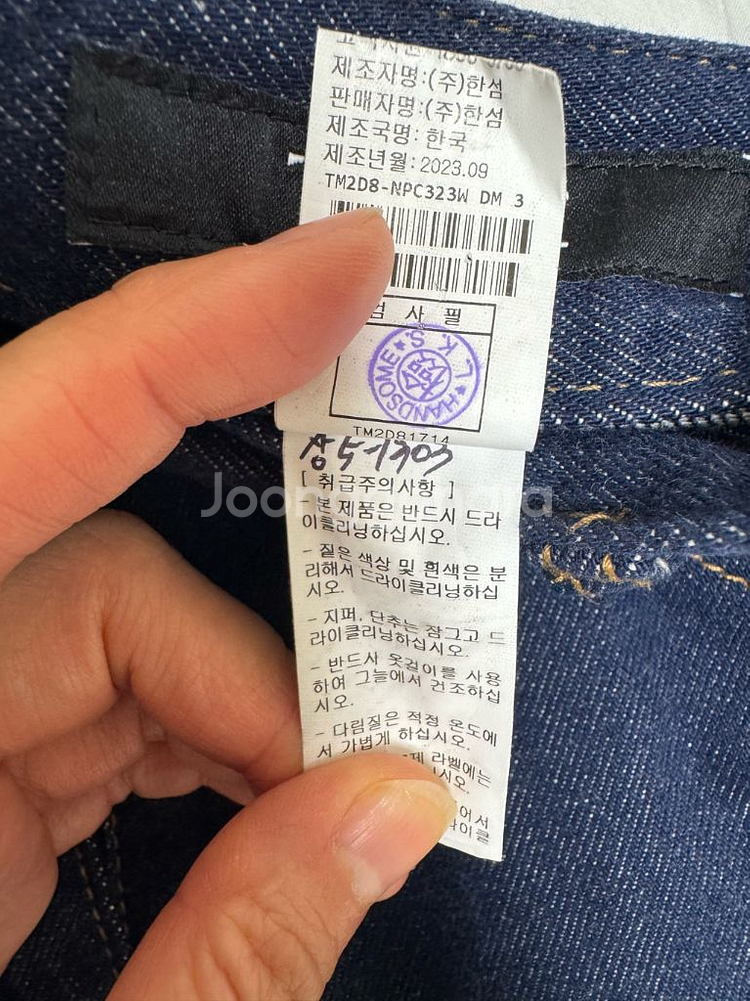 제조자명:(주)한섬
판매자명:(주)한섬
제조국명: 한국
제조년월: 2023.09
TM2D8-NPC323W DM 3
사 필
HANDSOME L.K.S.
TM2D81714
[ 취급주의사항 ]
본 제품은 반드시 드라
이클리닝하십시오.
- 짙은 색상 및 흰색은 분
리해서 드라이클리닝하십
시오.
- 지퍼, 단추는 잠그고 드
라이클리닝하십시오.
- 반드사 옷걸이를 사용
하여 그늘에서 건조하십
시오.
- 다림질은 적정 온도에
서 가볍게 하십시오.
라벨에는